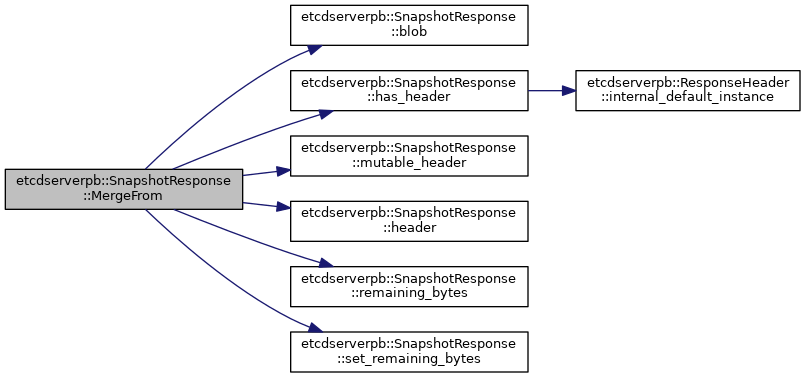 etcdserverpb::SnapshotResponse
::MergeFrom
etcdserverpb::SnapshotResponse
::blob
etcdserverpb::SnapshotResponse
::has_header
etcdserverpb::ResponseHeader
::internal_default_instance
etcdserverpb::SnapshotResponse
::mutable_header
etcdserverpb::SnapshotResponse
::header
etcdserverpb::SnapshotResponse
::remaining_bytes
etcdserverpb::SnapshotResponse
::set_remaining_bytes